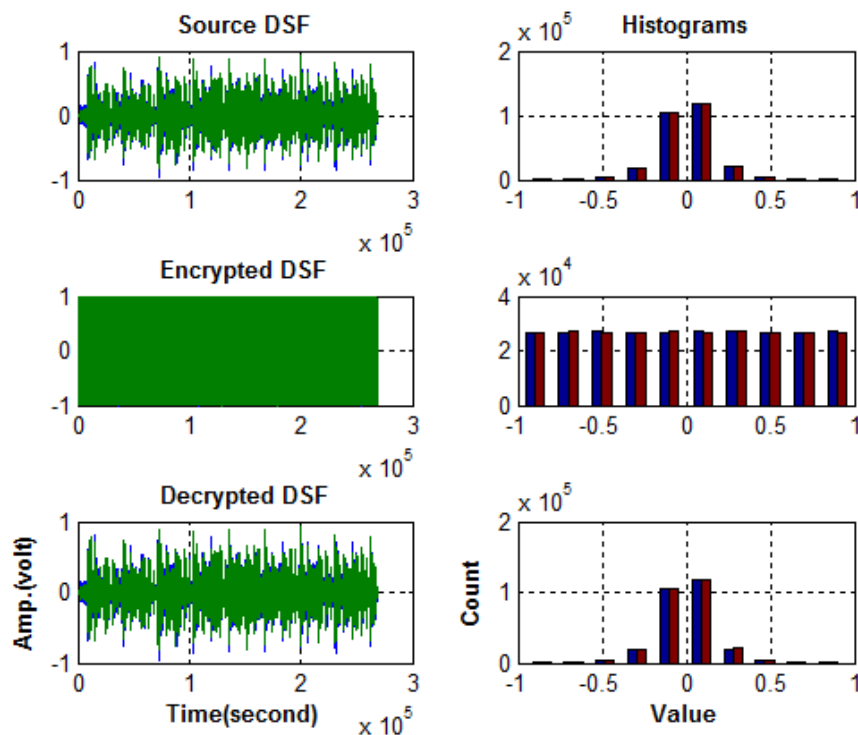 Source DSF
1
0
-1
0 1 2 3
x 10^5
Histograms
x 10^5
2
1
0
-1 -0.5 0 0.5 1
Encrypted DSF
1
0
-1
0 1 2 3
x 10^5
x 10^4
4
2
0
-1 -0.5 0 0.5 1
Decrypted DSF
Amp.(volt)
1
0
-1
0 1 2 3
Time(second)
x 10^5
x 10^5
Count
2
1
0
-1 -0.5 0 0.5 1
Value